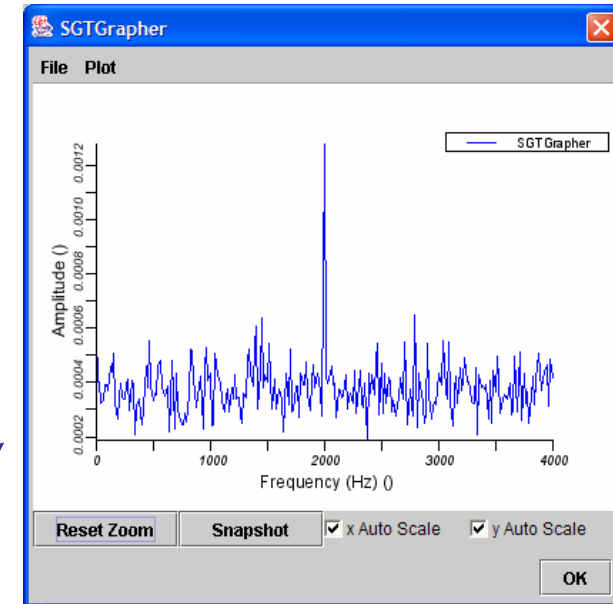 SGTGrapher
File Plot
SGTGrapher
0.0012
0.0010
0.0008
0.0006
0.0004
0.0002
Amplitude ()
0 1000 2000 3000 4000
Frequency (Hz) ()
Reset Zoom Snapshot x Auto Scale y Auto Scale
OK